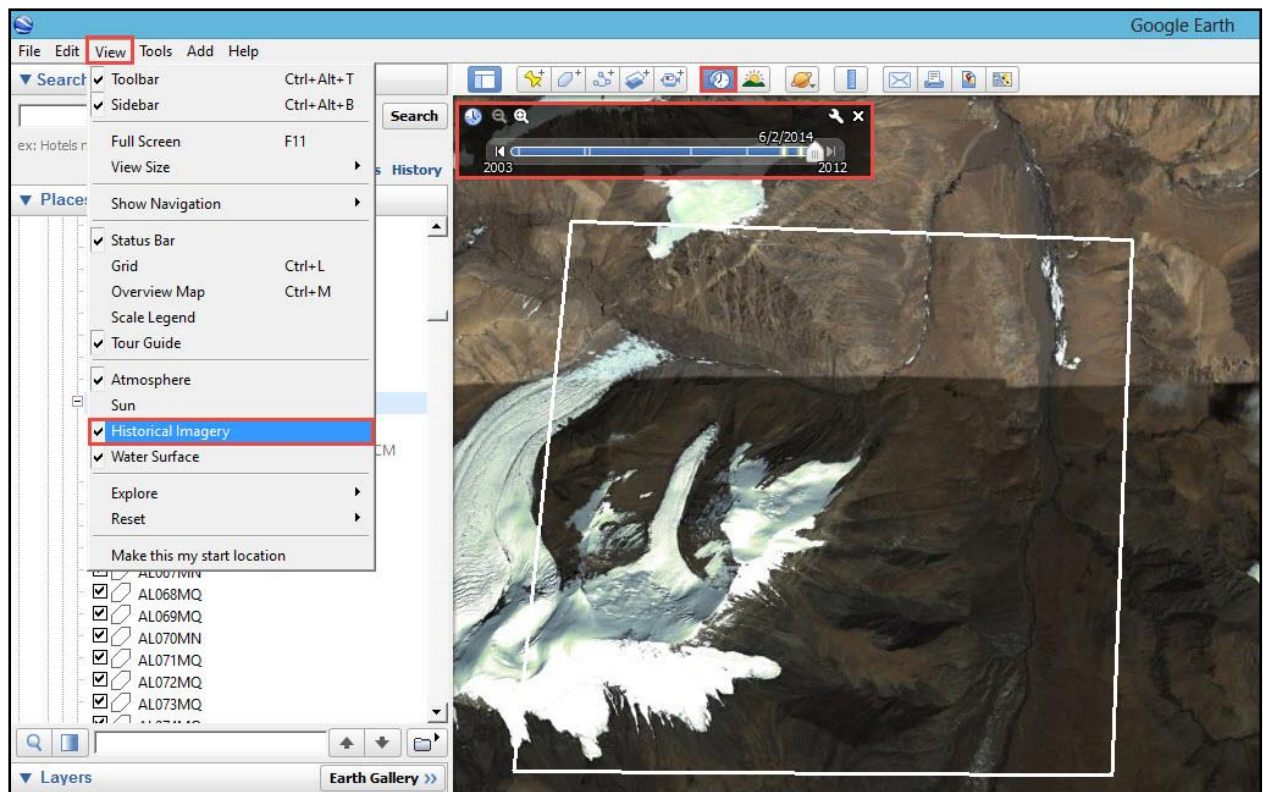 Google Earth
File Edit View Tools Add Help
Search
Toolbar Ctrl+Alt+T
Sidebar Ctrl+Alt+B
Search
ex: Hotels
Full Screen F11
View Size
History
Places
Show Navigation
Status Bar
Grid Ctrl+L
Overview Map Ctrl+M
Scale Legend
Tour Guide
Atmosphere
Sun
Historical Imagery
Water Surface
CM
Explore
Reset
Make this my start location
AL067MN
AL068MQ
AL069MQ
AL070MN
AL071MQ
AL072MQ
AL073MQ
Layers
Earth Gallery >>
6/2/2014
2003 2012